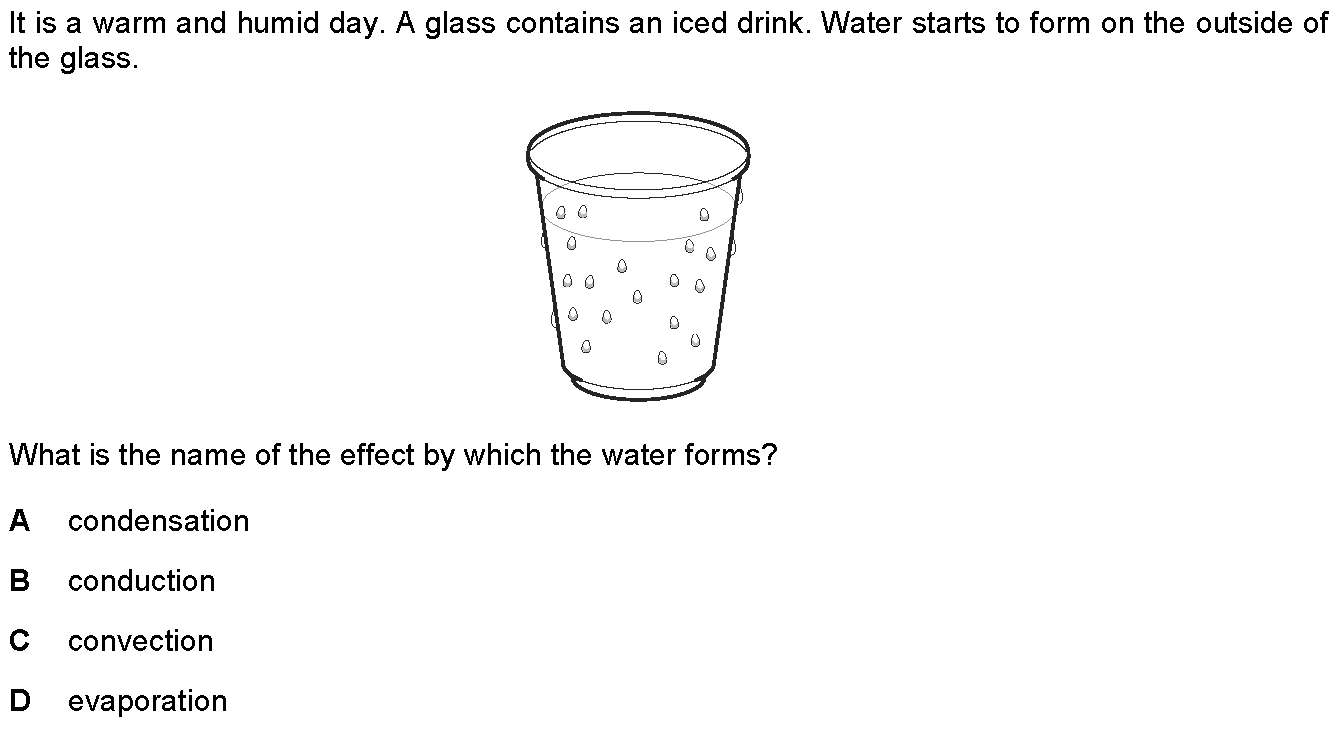 It is a warm and humid day. A glass contains an iced drink. Water starts to form on the outside of
the glass.
What is the name of the effect by which the water forms?
A condensation
B conduction
C convection
D evaporation